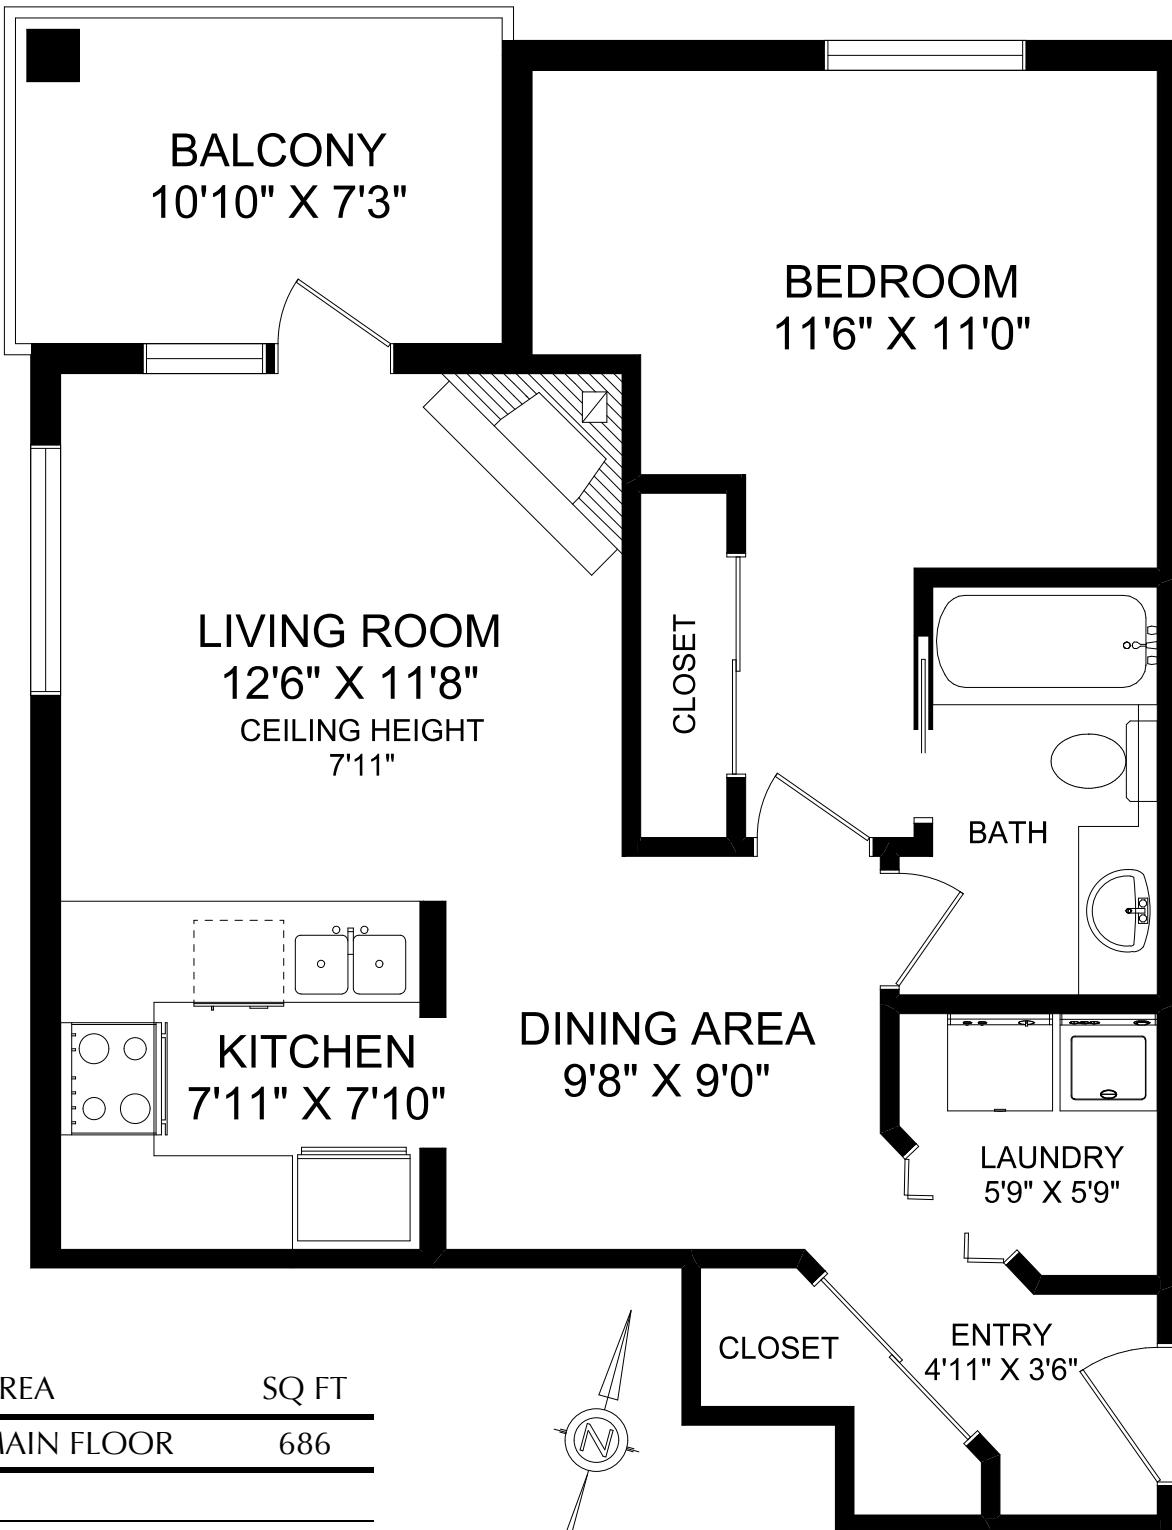 BALCONY
10'10" X 7'3"
BEDROOM
11'6" X 11'0"
LIVING ROOM
12'6" X 11'8"
CEILING HEIGHT
7'11"
CLOSET
BATH
KITCHEN
7'11" X 7'10"
DINING AREA
9'8" X 9'0"
LAUNDRY
5'9" X 5'9"
CLOSET
ENTRY
4'11" X 3'6"
N
REA SQ FT
MAIN FLOOR 686